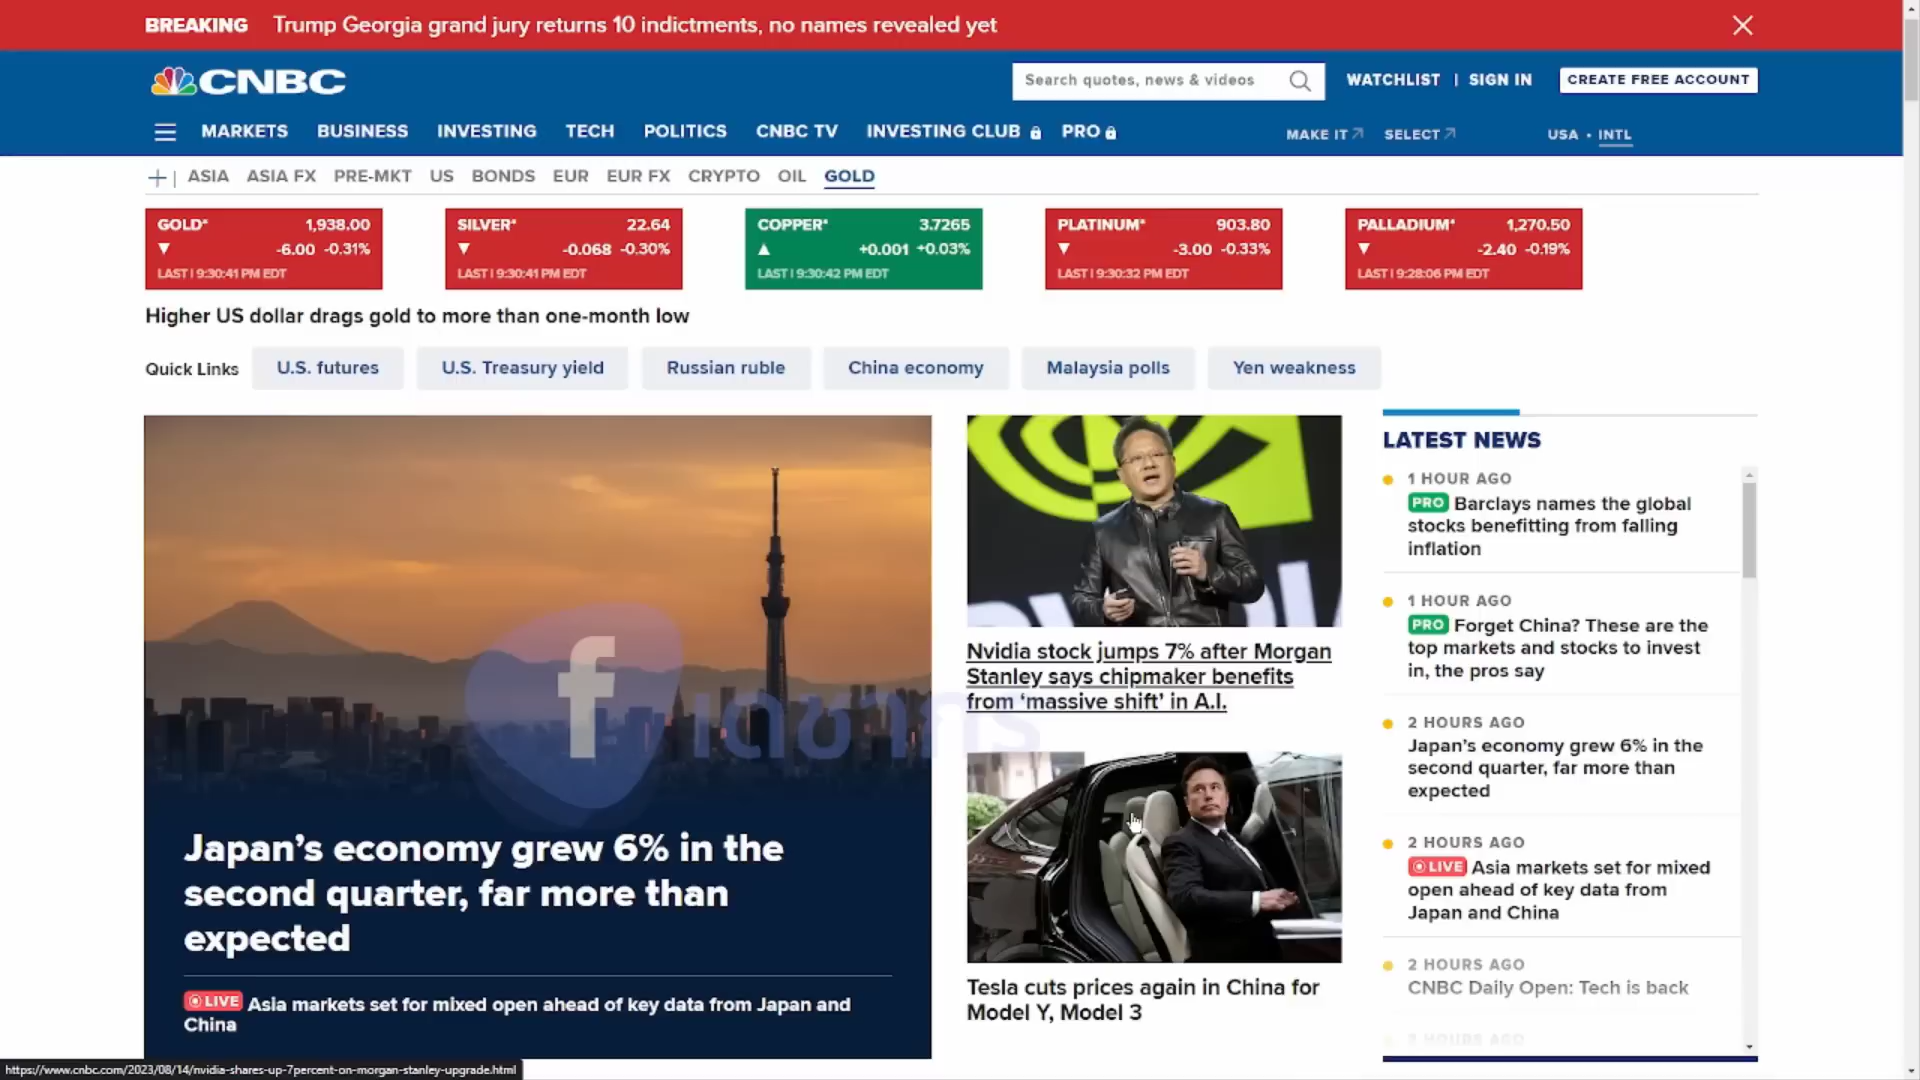 BREAKING Trump Georgia grand jury returns 10 indictments, no names revealed yet
CNBC
Search quotes, news & videos
WATCHLIST | SIGN IN
CREATE FREE ACCOUNT
MARKETS BUSINESS INVESTING TECH POLITICS CNBC TV INVESTING CLUB PRO
MAKE IT SELECT
USA • INTL
ASIA ASIA FX PRE-MKT US BONDS EUR EUR FX CRYPTO OIL GOLD
GOLD* 1,938.00
▼ -6.00 -0.31%
LAST | 9:30:41 PM EDT
SILVER* 22.64
▼ -0.068 -0.30%
LAST | 9:30:41 PM EDT
COPPER* 3.7265
▲ +0.001 +0.03%
LAST | 9:30:42 PM EDT
PLATINUM* 903.80
▼ -3.00 -0.33%
LAST | 9:30:32 PM EDT
PALLADIUM* 1,270.50
▼ -2.40 -0.19%
LAST | 9:28:06 PM EDT
Higher US dollar drags gold to more than one-month low
Quick Links U.S. futures U.S. Treasury yield Russian ruble China economy Malaysia polls Yen weakness
f เดชาคร
Japan’s economy grew 6% in the
second quarter, far more than
expected
LIVE Asia markets set for mixed open ahead of key data from Japan and
China
Nvidia stock jumps 7% after Morgan
Stanley says chipmaker benefits
from ‘massive shift’ in A.I.
Tesla cuts prices again in China for
Model Y, Model 3
LATEST NEWS
1 HOUR AGO
PRO Barclays names the global
stocks benefitting from falling
inflation
1 HOUR AGO
PRO Forget China? These are the
top markets and stocks to invest
in, the pros say
2 HOURS AGO
Japan’s economy grew 6% in the
second quarter, far more than
expected
2 HOURS AGO
LIVE Asia markets set for mixed
open ahead of key data from
Japan and China
2 HOURS AGO
CNBC Daily Open: Tech is back
3 HOURS AGO
https://www.cnbc.com/2023/08/14/nvidia-shares-up-7percent-on-morgan-stanley-upgrade.html